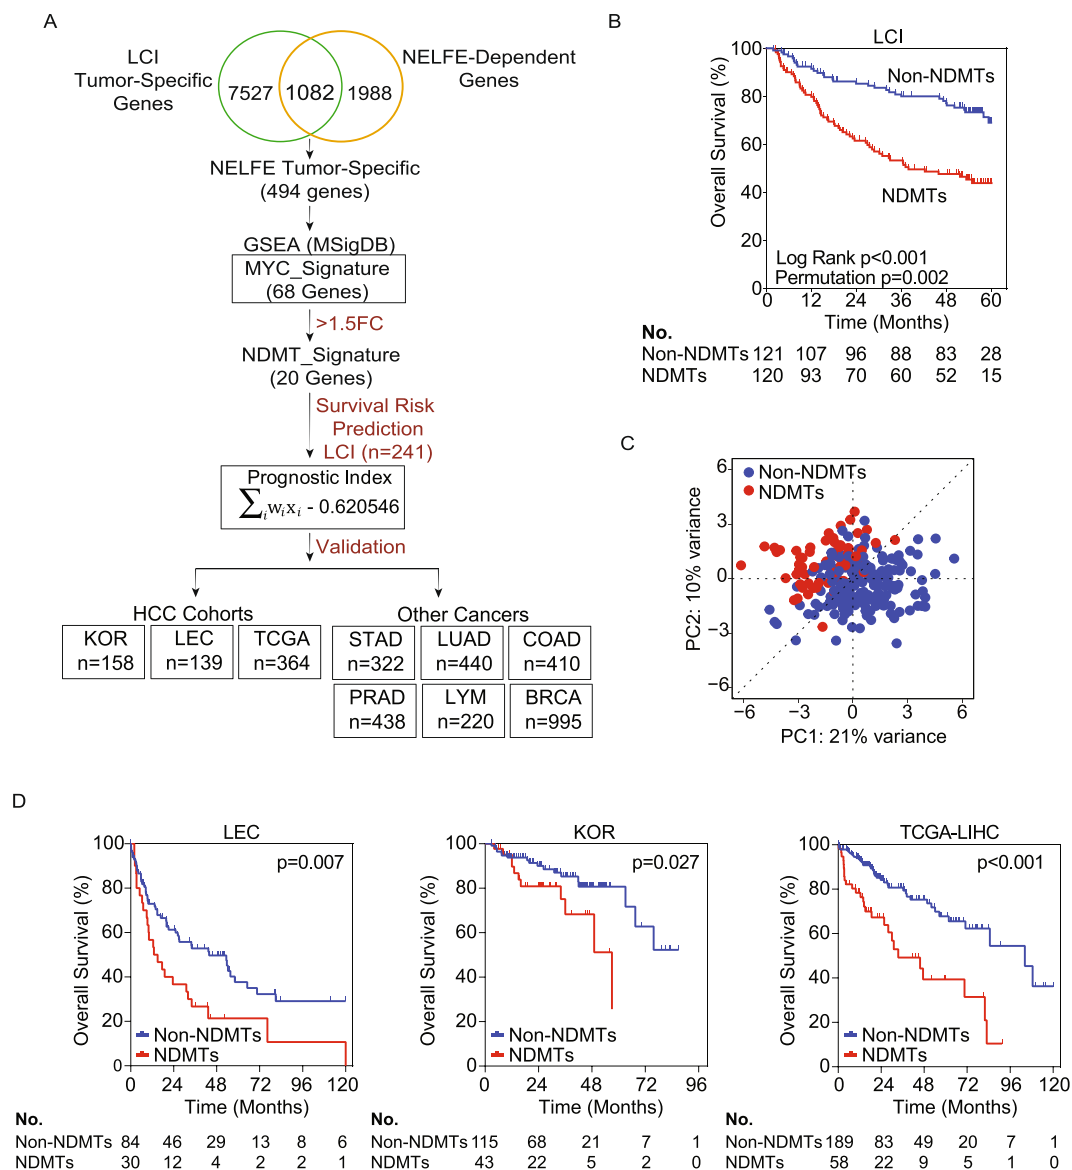 A
LCI
Tumor-Specific
Genes
NELFE-Dependent
Genes
7527
1082
1988
NELFE Tumor-Specific
(494 genes)
GSEA (MSigDB)
MYC_Signature
(68 Genes)
>1.5FC
NDMT_Signature
(20 Genes)
Survival Risk
Prediction
LCI (n=241)
Prognostic Index
∑ᵢwᵢxᵢ - 0.620546
Validation
HCC Cohorts
Other Cancers
KOR
n=158
LEC
n=139
TCGA
n=364
STAD
n=322
LUAD
n=440
COAD
n=410
PRAD
n=438
LYM
n=220
BRCA
n=995
B
LCI
Overall Survival (%)
100
80
60
40
20
0
Non-NDMTs
NDMTs
Log Rank p<0.001
Permutation p=0.002
0 12 24 36 48 60
Time (Months)
No.
Non-NDMTs 121 107 96 88 83 28
NDMTs 120 93 70 60 52 15
C
PC2: 10% variance
6
3
0
−3
−6
Non-NDMTs
NDMTs
−6 −3 0 3 6
PC1: 21% variance
D
LEC
p=0.007
Overall Survival (%)
100
80
60
40
20
0
Non-NDMTs
NDMTs
0 24 48 72 96 120
Time (Months)
No.
Non-NDMTs 84 46 29 13 8 6
NDMTs 30 12 4 2 2 1
KOR
p=0.027
Overall Survival (%)
100
80
60
40
20
0
Non-NDMTs
NDMTs
0 24 48 72 96
Time (Months)
No.
Non-NDMTs 115 68 21 7 1
NDMTs 43 22 5 2 0
TCGA-LIHC
p<0.001
Overall Survival (%)
100
80
60
40
20
0
Non-NDMTs
NDMTs
0 24 48 72 96 120
Time (Months)
No.
Non-NDMTs 189 83 49 20 7 1
NDMTs 58 22 9 5 1 0